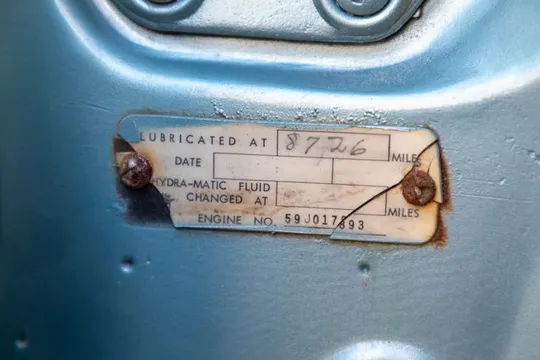 LUBRICATED AT 8726 MILES
DATE
HYDRA-MATIC FLUID
CHANGED AT MILES
ENGINE NO. 59J017893